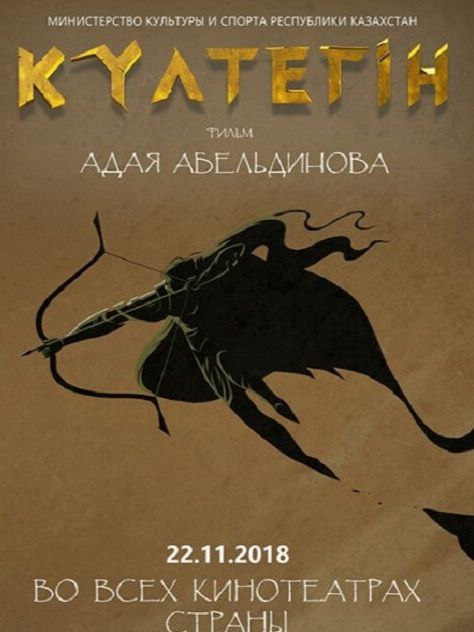 МИНИСТЕРСТВО КУЛЬТУРЫ И СПОРТА РЕСПУБЛИКИ КАЗАХСТАН
КҮЛТЕГІН
ФИЛЬМ
АДАЯ АБЕЛЬДИНОВА
22.11.2018
ВО ВСЕХ КИНОТЕАТРАХ
СТРАНЫ